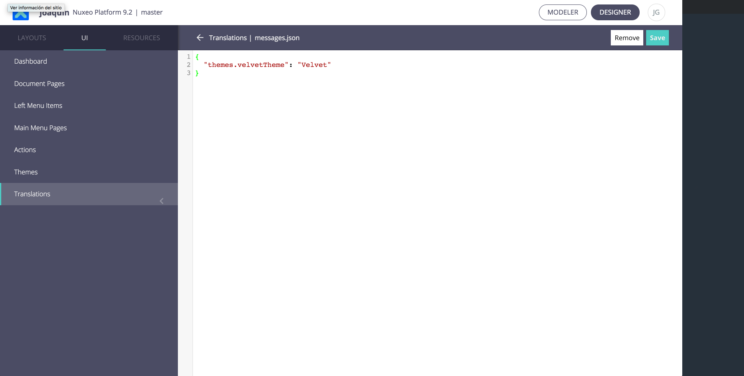 Ver información del sitio
joaquin Nuxeo Platform 9.2 | master
MODELER
DESIGNER
JG
LAYOUTS
UI
RESOURCES
Translations | messages.json
Remove
Save
Dashboard
Document Pages
Left Menu Items
Main Menu Pages
Actions
Themes
Translations
1 {
2 "themes.velvetTheme": "Velvet"
3 }